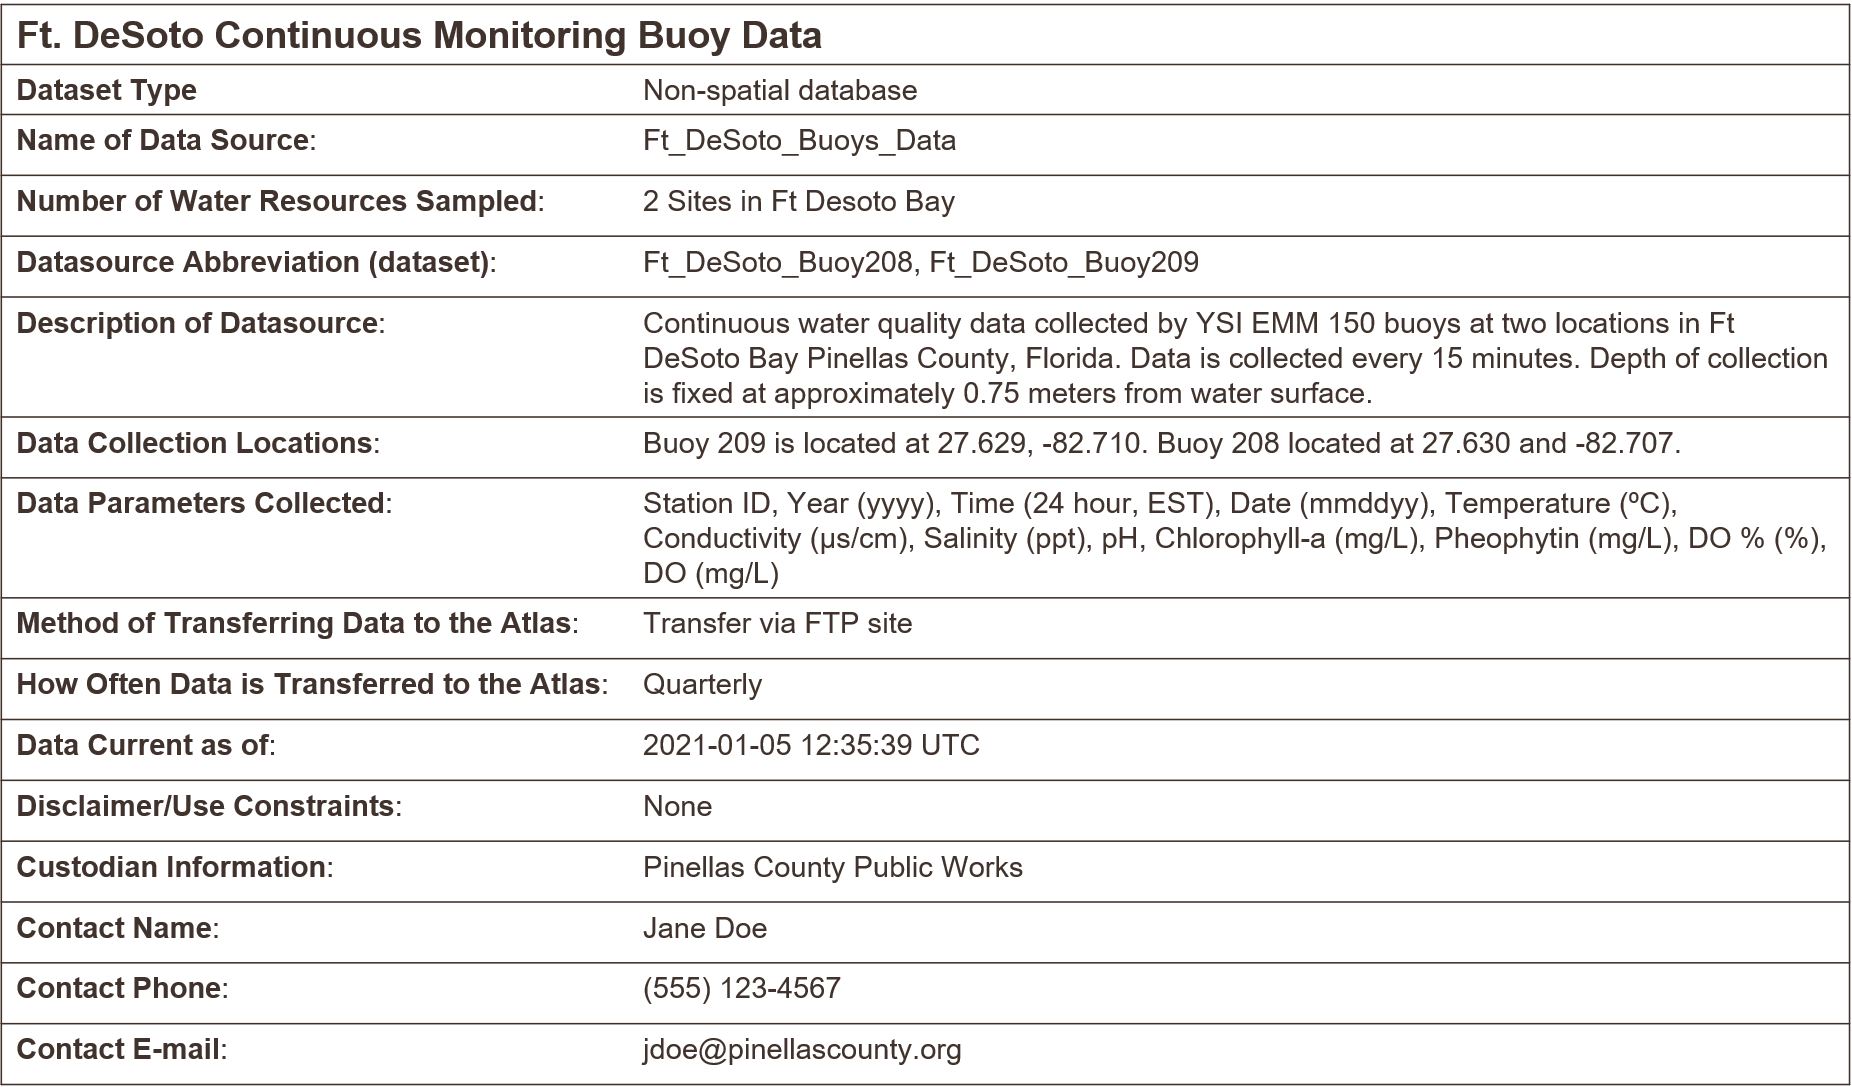 Ft. DeSoto Continuous Monitoring Buoy Data
Dataset Type Non-spatial database
Name of Data Source: Ft_DeSoto_Buoys_Data
Number of Water Resources Sampled: 2 Sites in Ft Desoto Bay
Datasource Abbreviation (dataset): Ft_DeSoto_Buoy208, Ft_DeSoto_Buoy209
Description of Datasource: Continuous water quality data collected by YSI EMM 150 buoys at two locations in Ft
DeSoto Bay Pinellas County, Florida. Data is collected every 15 minutes. Depth of collection
is fixed at approximately 0.75 meters from water surface.
Data Collection Locations: Buoy 209 is located at 27.629, -82.710. Buoy 208 located at 27.630 and -82.707.
Data Parameters Collected: Station ID, Year (yyyy), Time (24 hour, EST), Date (mmddyy), Temperature (ºC),
Conductivity (µs/cm), Salinity (ppt), pH, Chlorophyll-a (mg/L), Pheophytin (mg/L), DO % (%),
DO (mg/L)
Method of Transferring Data to the Atlas: Transfer via FTP site
How Often Data is Transferred to the Atlas: Quarterly
Data Current as of: 2021-01-05 12:35:39 UTC
Disclaimer/Use Constraints: None
Custodian Information: Pinellas County Public Works
Contact Name: Jane Doe
Contact Phone: (555) 123-4567
Contact E-mail: jdoe@pinellascounty.org